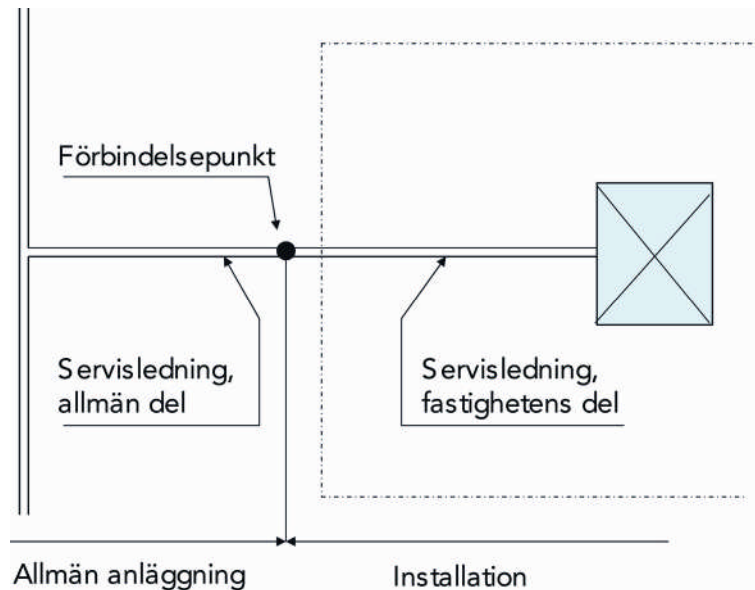 Förbindelsepunkt
Servisledning,
allmän del
Servisledning,
fastighetens del
Allmän anläggning
Installation